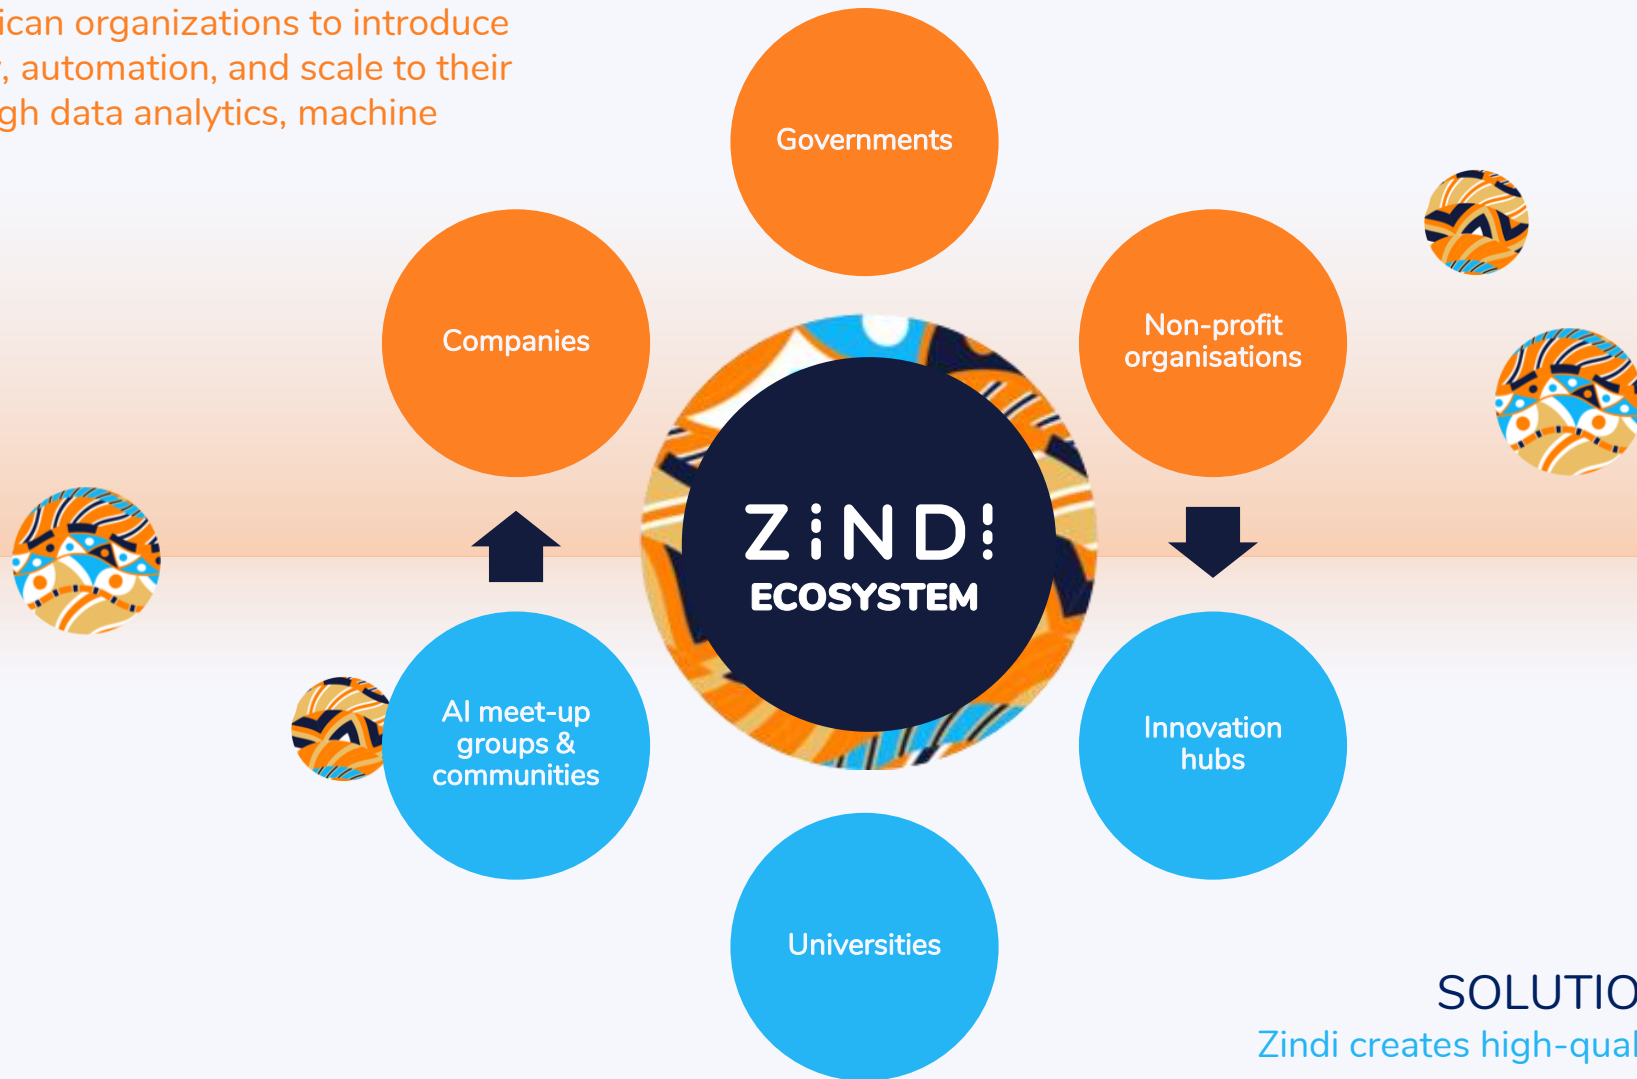 ican organizations to introduce
, automation, and scale to their
gh data analytics, machine
Governments
Companies
Non-profit
organisations
ZINDI
ECOSYSTEM
AI meet-up
groups &
communities
Innovation
hubs
Universities
SOLUTIO
Zindi creates high-qual